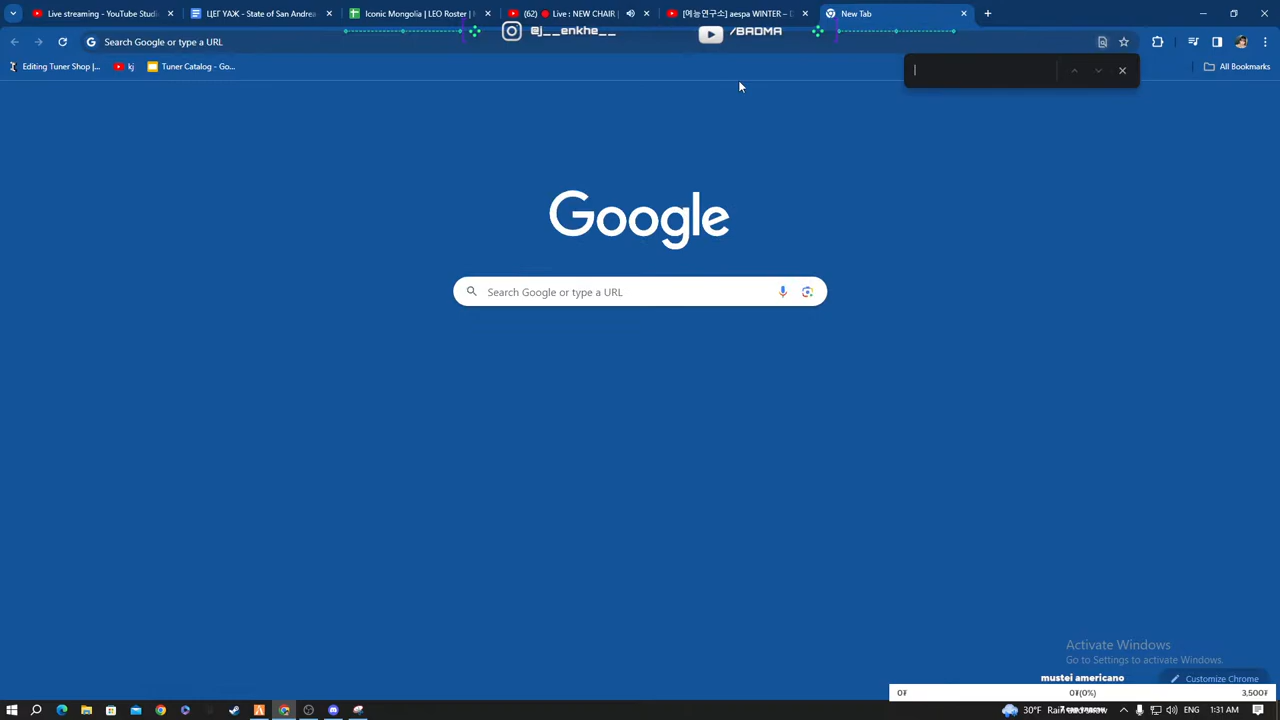 Live streaming - YouTube Studi
ЦЕГ УАЖ - State of San Andrea
Iconic Mongolia | LEO Roster |
(62) Live : NEW CHAIR |
[예능연구소] aespa WINTER –
New Tab
@j__enkhe__
/BADMA
Search Google or type a URL
Editing Tuner Shop |...
kj
Tuner Catalog - Go...
All Bookmarks
Google
Search Google or type a URL
Activate Windows
Go to Settings to activate Windows.
mustei americano
Customize Chrome
0₮
0₮(0%)
3,500₮
30°F
ENG
1:31 AM